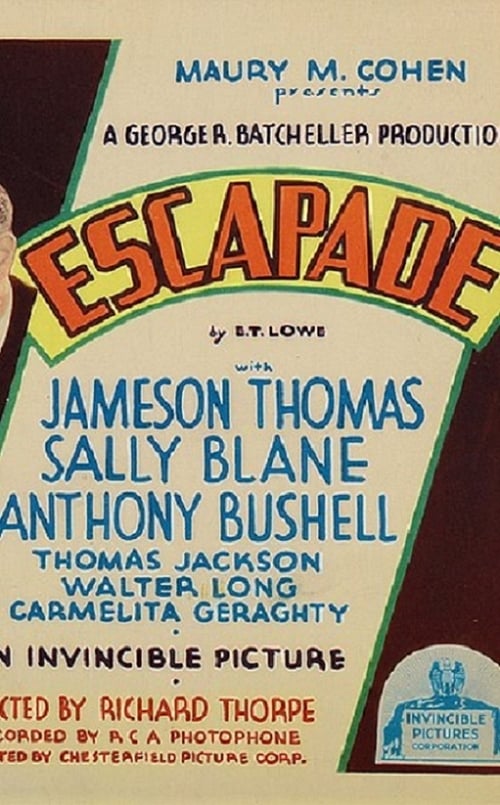 MAURY M. COHEN
presents
A GEORGE R. BATCHELLER PRODUCTIO
ESCAPADE
by E.T. LOWE
with
JAMESON THOMAS
SALLY BLANE
ANTHONY BUSHELL
THOMAS JACKSON
WALTER LONG
CARMELITA GERAGHTY
N INVINCIBLE PICTURE
CTED BY RICHARD THORPE
CORDED BY R C A PHOTOPHONE
TED BY CHESTERFIELD PICTURE CORP.
INVINCIBLE
PICTURES
CORPORATION